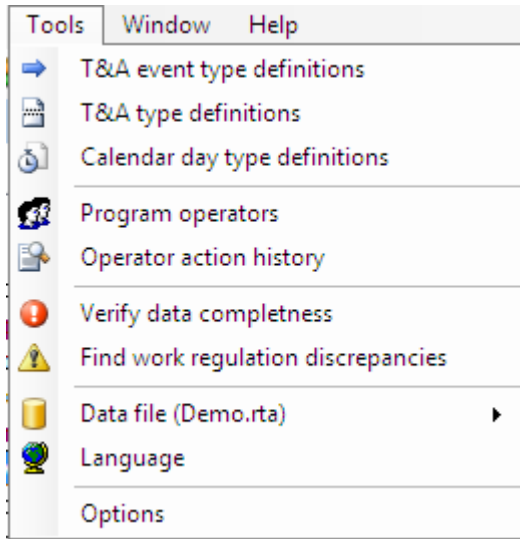 Tools Window Help
T&A event type definitions
T&A type definitions
Calendar day type definitions
Program operators
Operator action history
Verify data completness
Find work regulation discrepancies
Data file (Demo.rta)
Language
Options